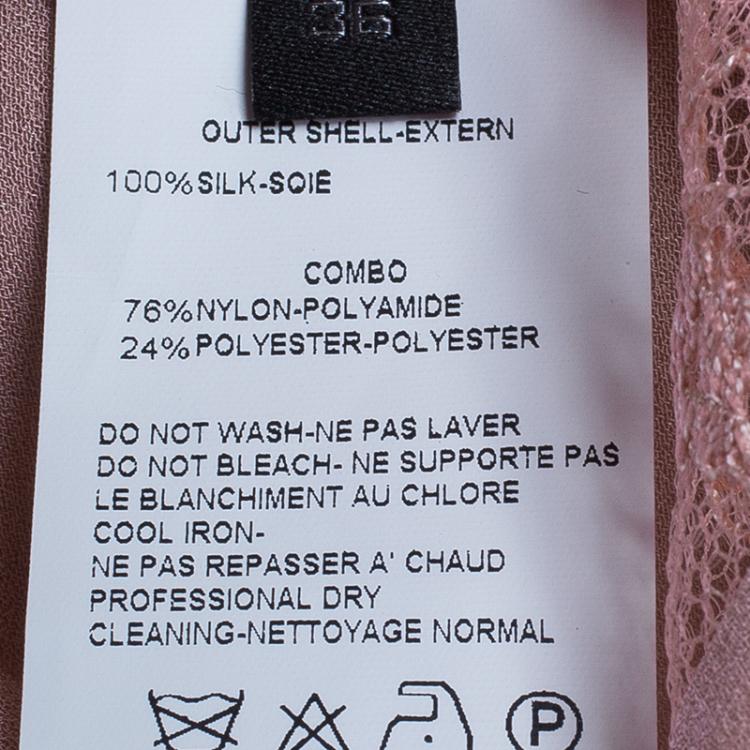 36
OUTER SHELL-EXTERN
100%SILK-SOIE
COMBO
76%NYLON-POLYAMIDE
24%POLYESTER-POLYESTER
DO NOT WASH-NE PAS LAVER
DO NOT BLEACH- NE SUPPORTE PAS
LE BLANCHIMENT AU CHLORE
COOL IRON-
NE PAS REPASSER A' CHAUD
PROFESSIONAL DRY
CLEANING-NETTOYAGE NORMAL
P